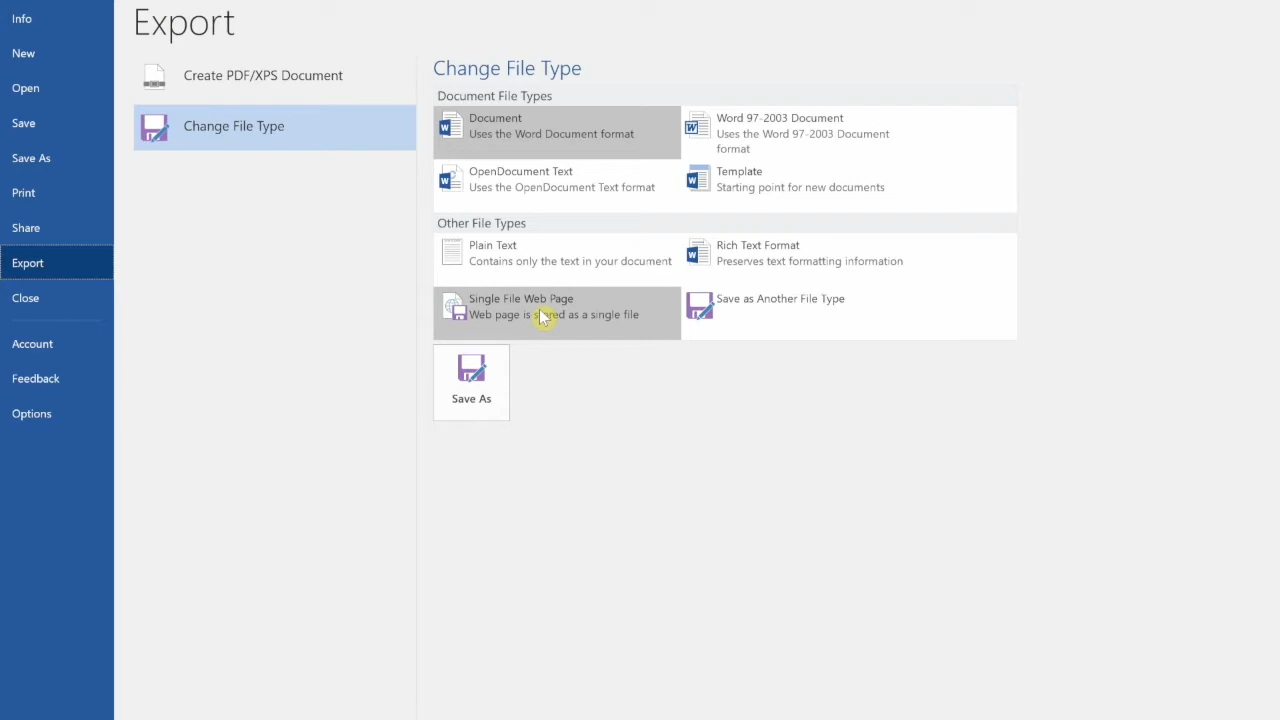 Info
New
Open
Save
Save As
Print
Share
Export
Close
Account
Feedback
Options
Export
Create PDF/XPS Document
Change File Type
Change File Type
Document File Types
Document
Uses the Word Document format
Word 97-2003 Document
Uses the Word 97-2003 Document
format
OpenDocument Text
Uses the OpenDocument Text format
Template
Starting point for new documents
Other File Types
Plain Text
Contains only the text in your document
Rich Text Format
Preserves text formatting information
Single File Web Page
Web page is as a single file
Save as Another File Type
Save As